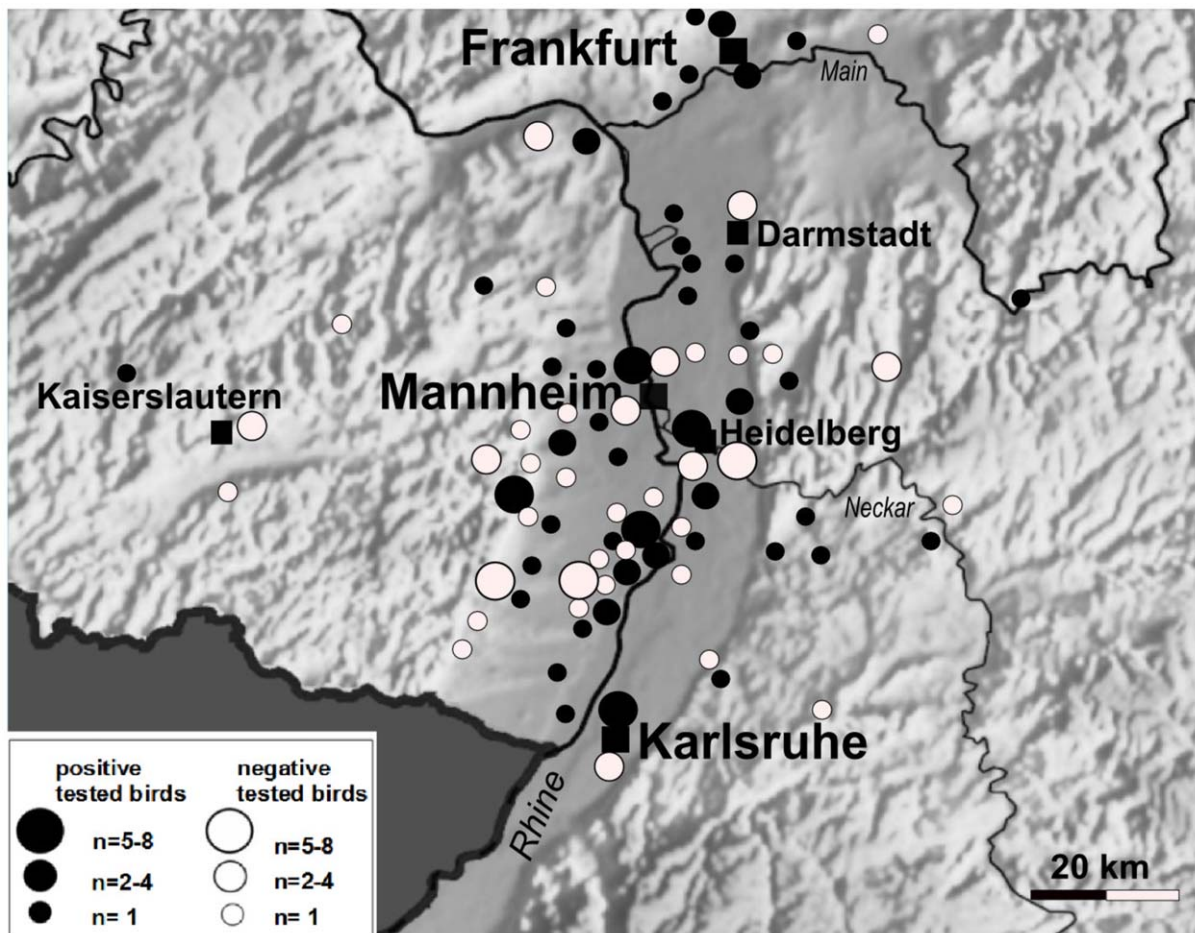 Frankfurt
Main
Darmstadt
Kaiserslautern
Mannheim
Heidelberg
Neckar
Karlsruhe
Rhine
20 km
positive tested birds
negative tested birds
n=5-8
n=5-8
n=2-4
n=2-4
n= 1
n= 1